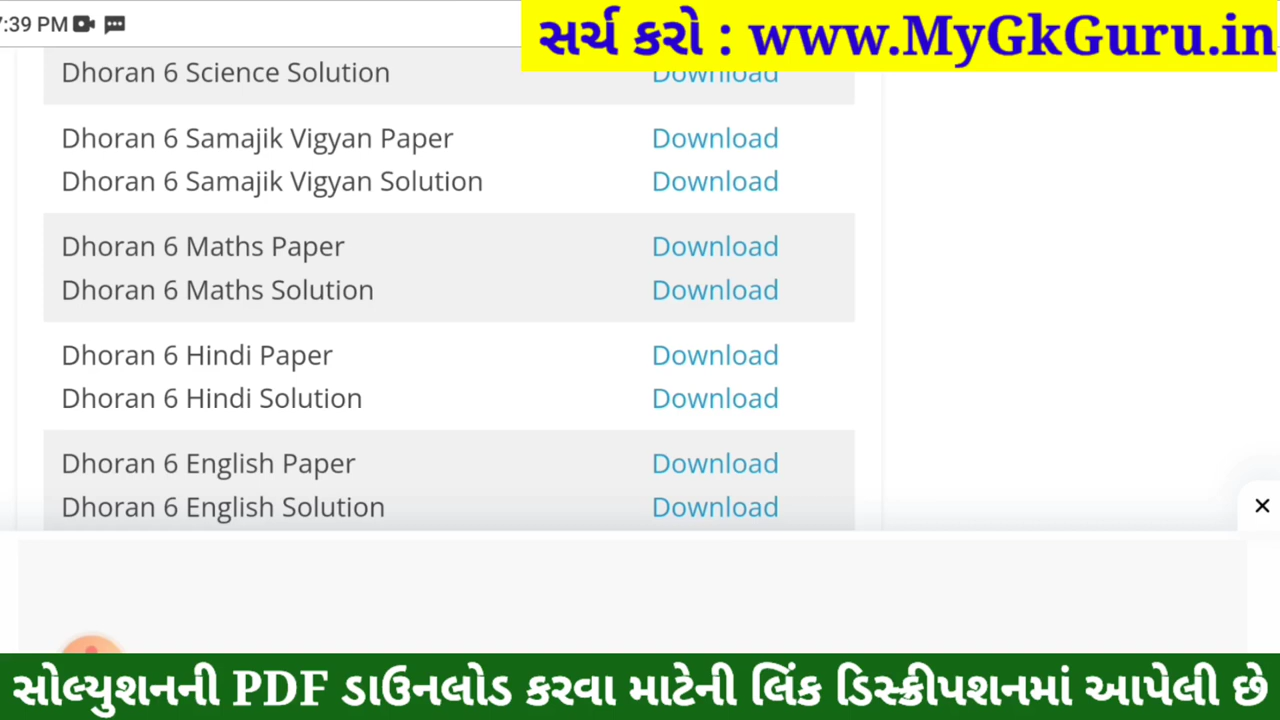 7:39 PM
સર્ચ કરો : www.MyGkGuru.in
Dhoran 6 Science Solution Download
Dhoran 6 Samajik Vigyan Paper Download
Dhoran 6 Samajik Vigyan Solution Download
Dhoran 6 Maths Paper Download
Dhoran 6 Maths Solution Download
Dhoran 6 Hindi Paper Download
Dhoran 6 Hindi Solution Download
Dhoran 6 English Paper Download
Dhoran 6 English Solution Download
સોલ્યુશનની PDF ડાઉનલોડ કરવા માટેની લિંક ડિસ્ક્રીપશનમાં આપેલી છે